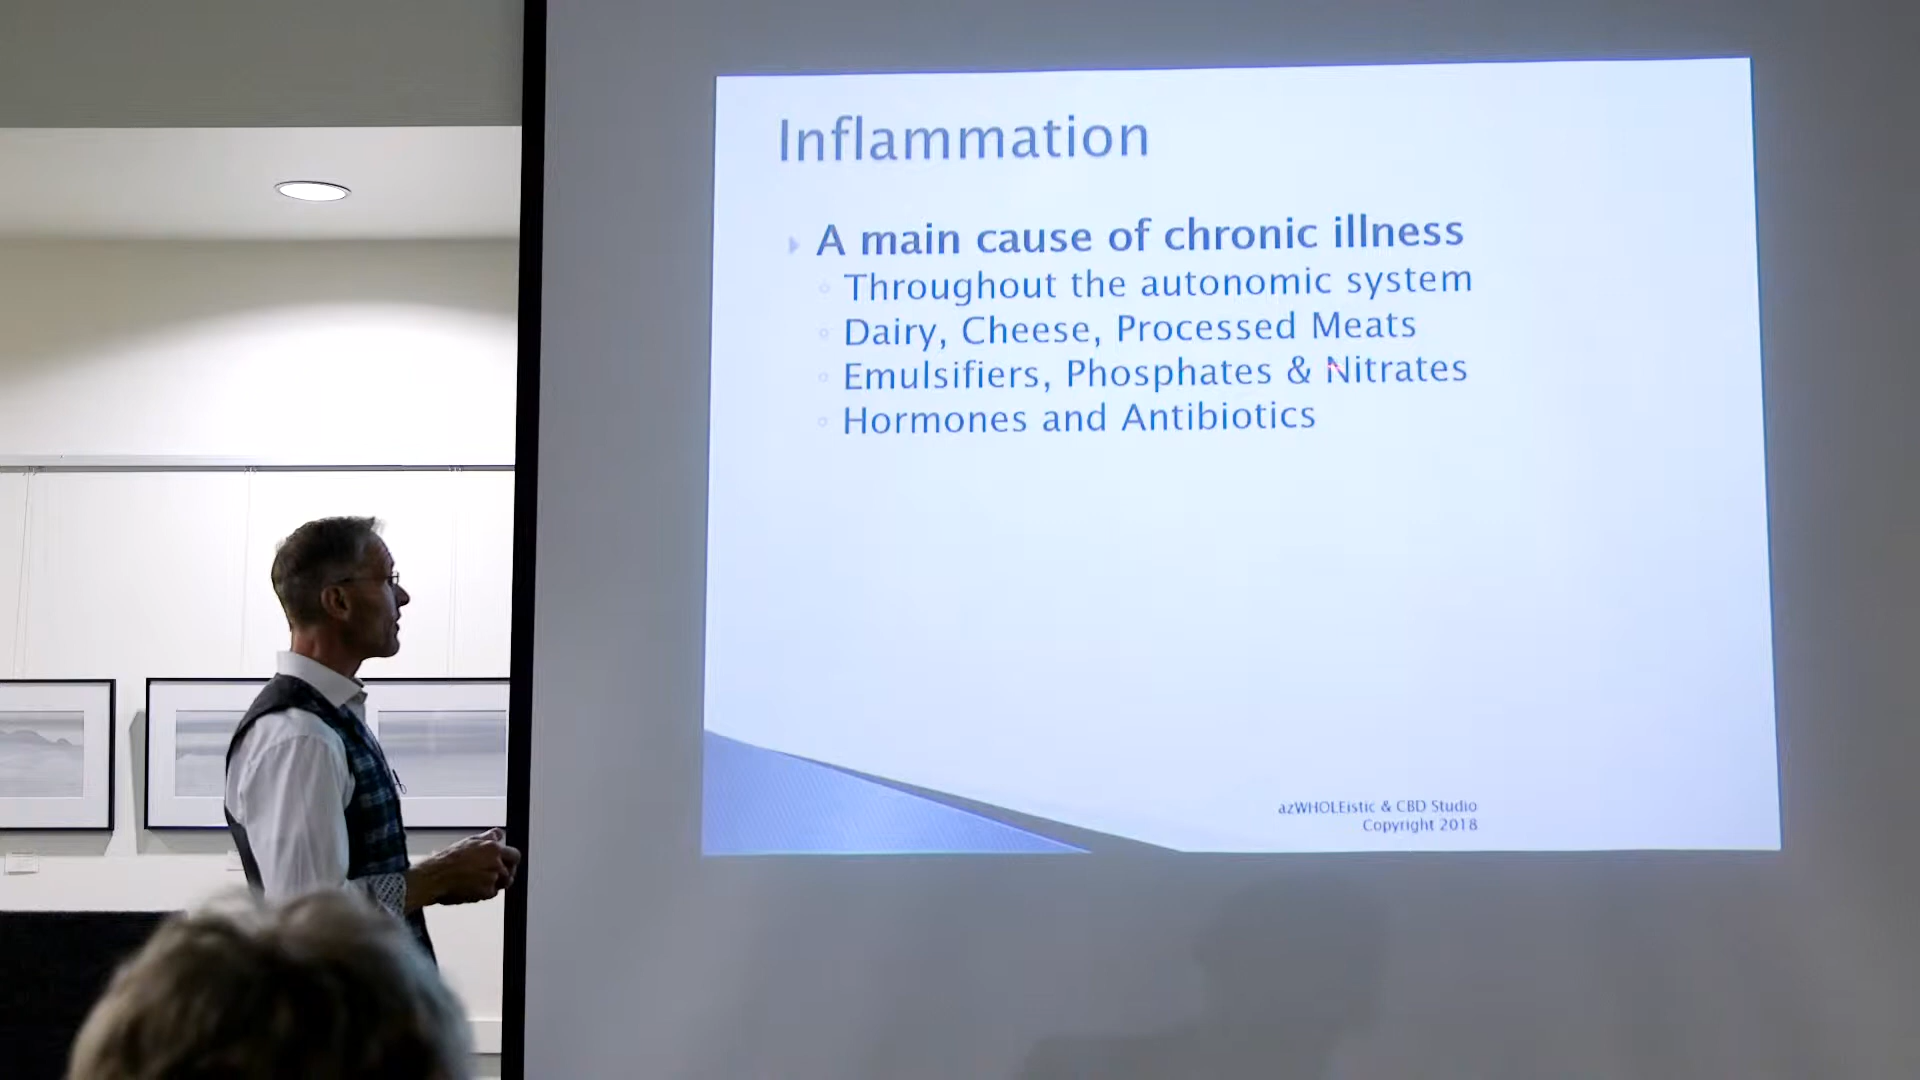 Inflammation
A main cause of chronic illness
Throughout the autonomic system
Dairy, Cheese, Processed Meats
Emulsifiers, Phosphates & Nitrates
Hormones and Antibiotics
azWHOLEistic & CBD Studio
Copyright 2018